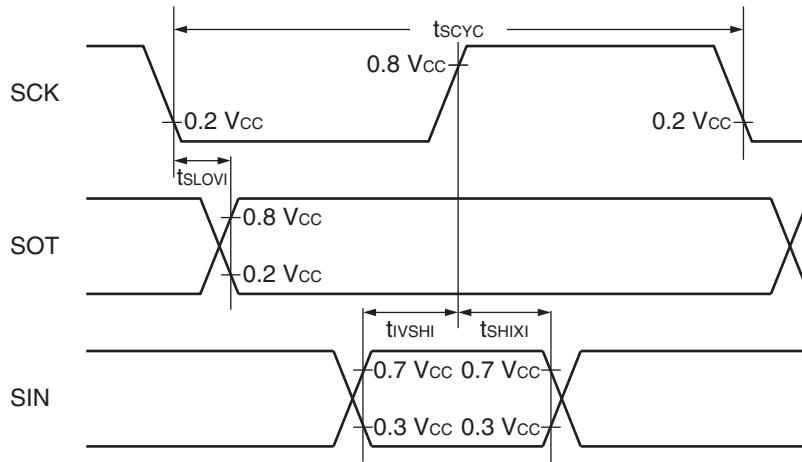 tSCYC
SCK
0.8 VCC
0.2 VCC
0.2 VCC
tSLOVI
SOT
0.8 VCC
0.2 VCC
tIVSHI
tSHIXI
SIN
0.7 VCC
0.7 VCC
0.3 VCC
0.3 VCC